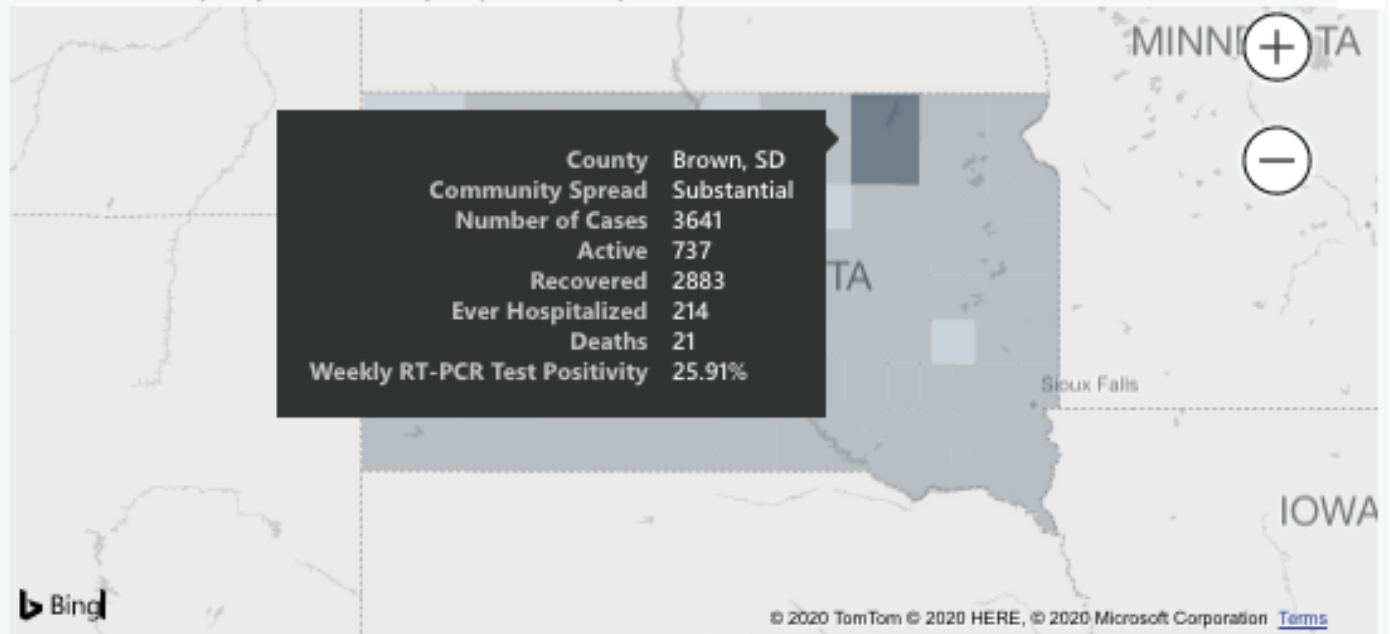 MINNE TA
County Brown, SD
Community Spread Substantial
Number of Cases 3641
Active 737
Recovered 2883
Ever Hospitalized 214
Deaths 21
Weekly RT-PCR Test Positivity 25.91%
TA
Sioux Falls
IOWA
Bing
© 2020 TomTom © 2020 HERE, © 2020 Microsoft Corporation Terms